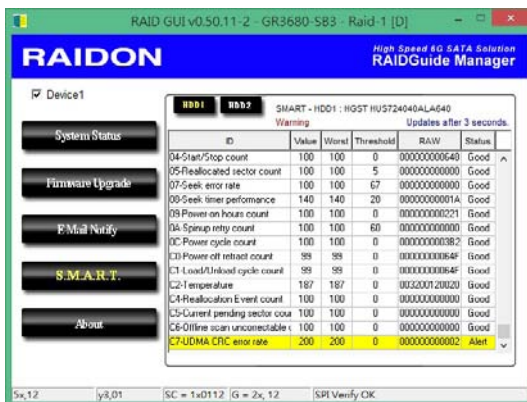 RAID GUI v0.50.11-2 - GR3680-SB3 - Raid-1 [D]
RAIDON
High Speed 6G SATA Solution
RAIDGuide Manager
Device1
System Status
Firmware Upgrade
E-Mail Notify
S.M.A.R.T.
About
HDD1 HDD2 SMART - HDD1 : HGST HUS724040ALA640
Warning Updates after 3 seconds.
ID Value Worst Threshold RAW Status
04-Start/Stop count 100 100 0 000000000640 Good
05-Reallocated sector count 100 100 5 000000000000 Good
07-Seek error rate 100 100 67 000000000000 Good
08-Seek timer performance 140 140 20 00000000001A Good
09-Power-on hours count 100 100 0 000000000221 Good
0A-Spinup retry count 100 100 60 000000000000 Good
0C-Power cycle count 100 100 0 0000000003B2 Good
C0-Power off retract count 99 99 0 00000000064F Good
C1-Load/Unload cycle count 99 99 0 00000000064F Good
C2-Temperature 187 187 0 003200120020 Good
C4-Reallocation Event count 100 100 0 000000000000 Good
C5-Current pending sector cou 100 100 0 000000000000 Good
C6-Offline scan uncorrectable c 100 100 0 000000000000 Good
C7-UDMA CRC error rate 200 200 0 000000000002 Alert
5x,12 y3,01 SC = 1x0112 G = 2x, 12 SPI Verify OK